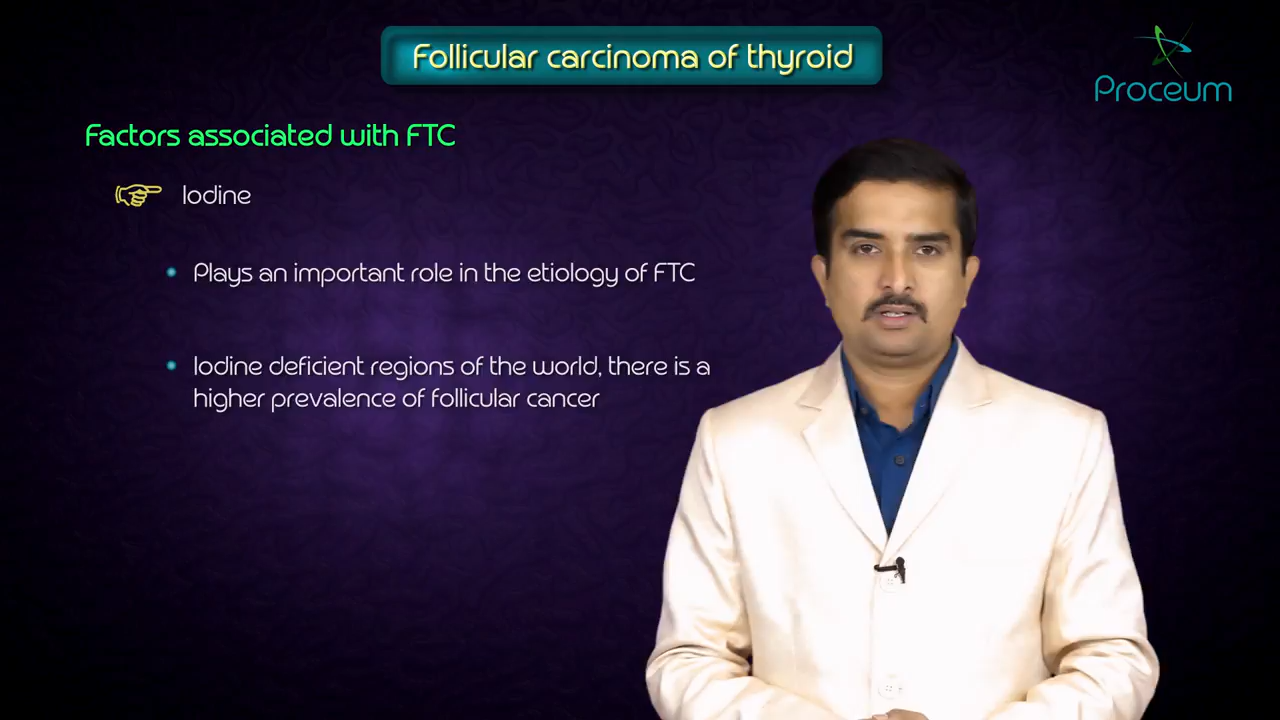 Follicular carcinoma of thyroid
Proceum
Factors associated with FTC
Iodine
Plays an important role in the etiology of FTC
Iodine deficient regions of the world, there is a
higher prevalence of follicular cancer